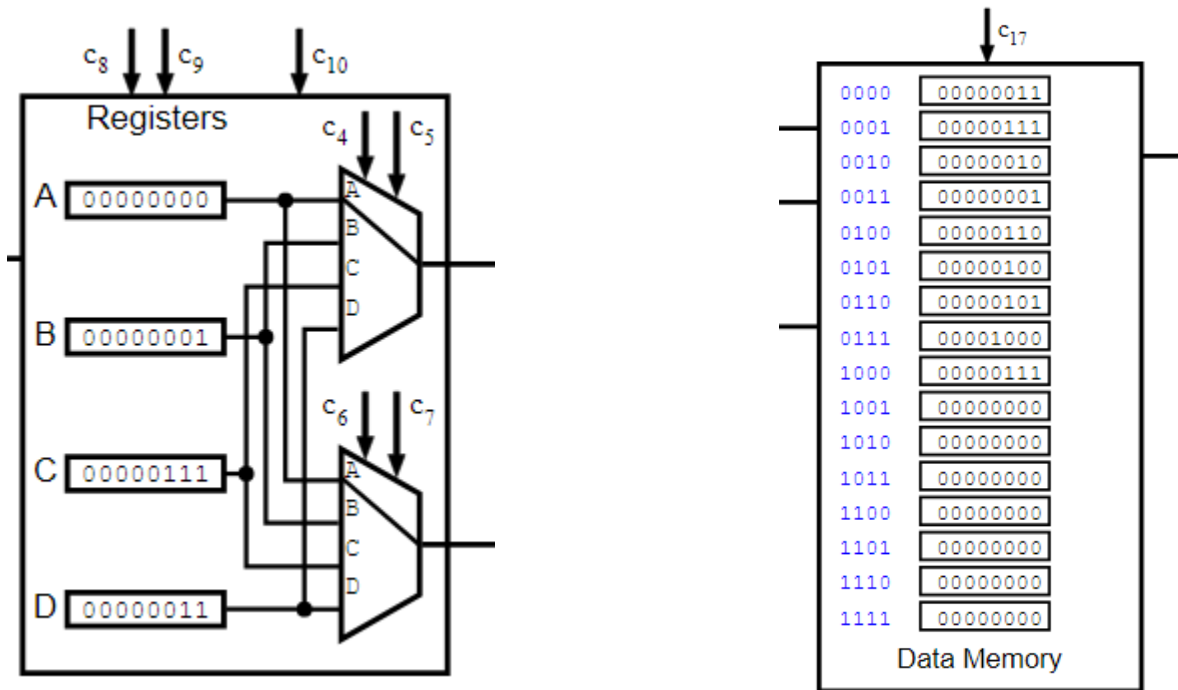 c8 c9 c10
Registers
c4 c5
A 00000000
B 00000001
C 00000111
D 00000011
A
B
C
D
c6 c7
A
B
C
D
c17
0000 00000011
0001 00000111
0010 00000010
0011 00000001
0100 00000110
0101 00000100
0110 00000101
0111 00001000
1000 00000111
1001 00000000
1010 00000000
1011 00000000
1100 00000000
1101 00000000
1110 00000000
1111 00000000
Data Memory